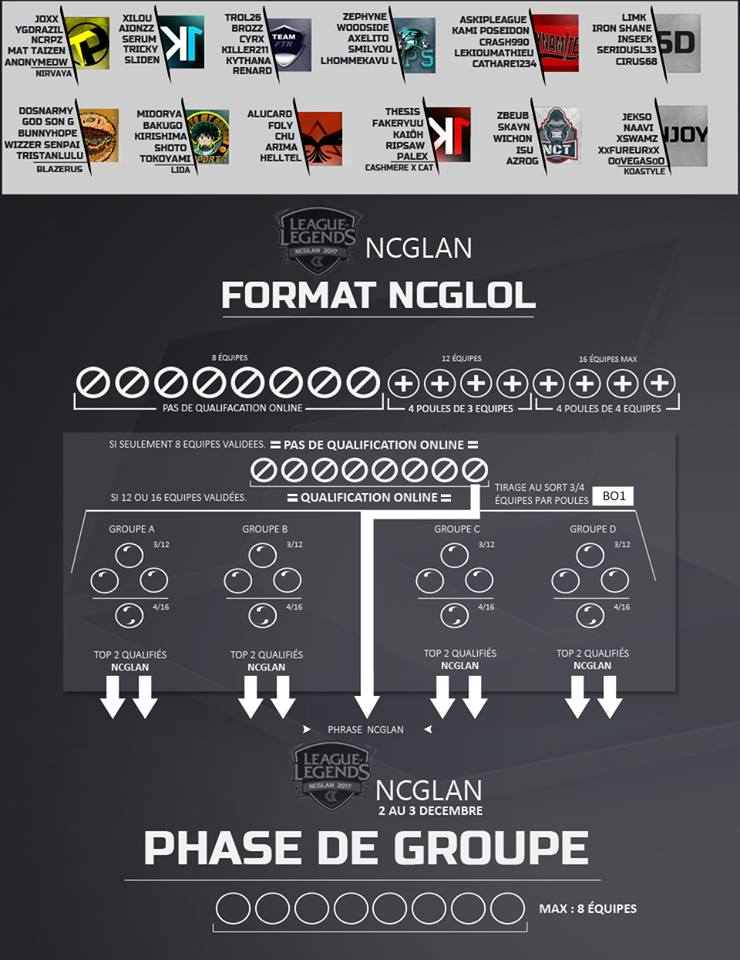 JOXX
YGDRAZIL
NCRPZ
MAT TAIZEN
ANONYMEOW
NIRVAYA
XILOU
AIONZZ
SERUM
TRICKY
SLIDEN
K1
TROL26
BROZZ
CYRX
KILLER211
KYTHANA
RENARD
TEAM
FTR
ZEPHYNE
WOODSIDE
AXELITO
SMILYOU
LHOMMEKAVU L
PS
ASKIPLEAGUE
KAMI POSEIDON
CRASH990
LEKIDUMATHIEU
CATHARE1234
DYNAMITE
LIMK
IRON SHANE
INSEEK
SERIOUSL33
CIRUS68
5D
DOSNARMY
GOD SON G
BUNNYHOPE
WIZZER SENPAI
TRISTANLULU
BLAZERUS
MIDORYA
BAKUGO
KIRISHIMA
SHOTO
TOKOYAMI
LIDA
ALUCARD
FOLY
CHU
ARIMA
HELLTEL
THESIS
FAKERYUU
KAIÔH
RIPSAW
PALEX
CASHMERE X CAT
K1
ZBEUB
SKAYN
WICHON
ISU
AZROG
NCT
JEKSO
NAAVI
XSWAMZ
XxFUREURxX
O0VEGAS0O
KOASTYLE
NJOY
LEAGUE
LEGENDS
NCGLAN 2017
NCGLAN
FORMAT NCGLOL
8 ÉQUIPES
12 ÉQUIPES
16 ÉQUIPES MAX
PAS DE QUALIFACATION ONLINE
4 POULES DE 3 EQUIPES
4 POULES DE 4 EQUIPES
SI SEULEMENT 8 EQUIPES VALIDEES. = PAS DE QUALIFICATION ONLINE =
SI 12 OU 16 EQUIPES VALIDÉES. = QUALIFICATION ONLINE =
TIRAGE AU SORT 3/4
ÉQUIPES PAR POULES BO1
GROUPE A
GROUPE B
GROUPE C
GROUPE D
3/12
3/12
3/12
3/12
4/16
4/16
4/16
4/16
TOP 2 QUALIFIÉS
NCGLAN
TOP 2 QUALIFIÉS
NCGLAN
TOP 2 QUALIFIÉS
NCGLAN
TOP 2 QUALIFIÉS
NCGLAN
PHRASE NCGLAN
LEAGUE
LEGENDS
NCGLAN 2017
NCGLAN
2 AU 3 DECEMBRE
PHASE DE GROUPE
MAX : 8 ÉQUIPES